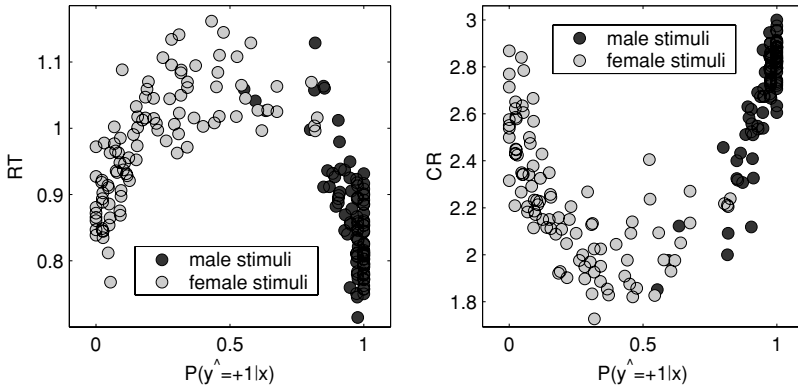 RT
1.1
1
0.9
0.8
male stimuli
female stimuli
0 0.5 1
P(y^=+1|x)
CR
3
2.8
2.6
2.4
2.2
2
1.8
male stimuli
female stimuli
0 0.5 1
P(y^=+1|x)